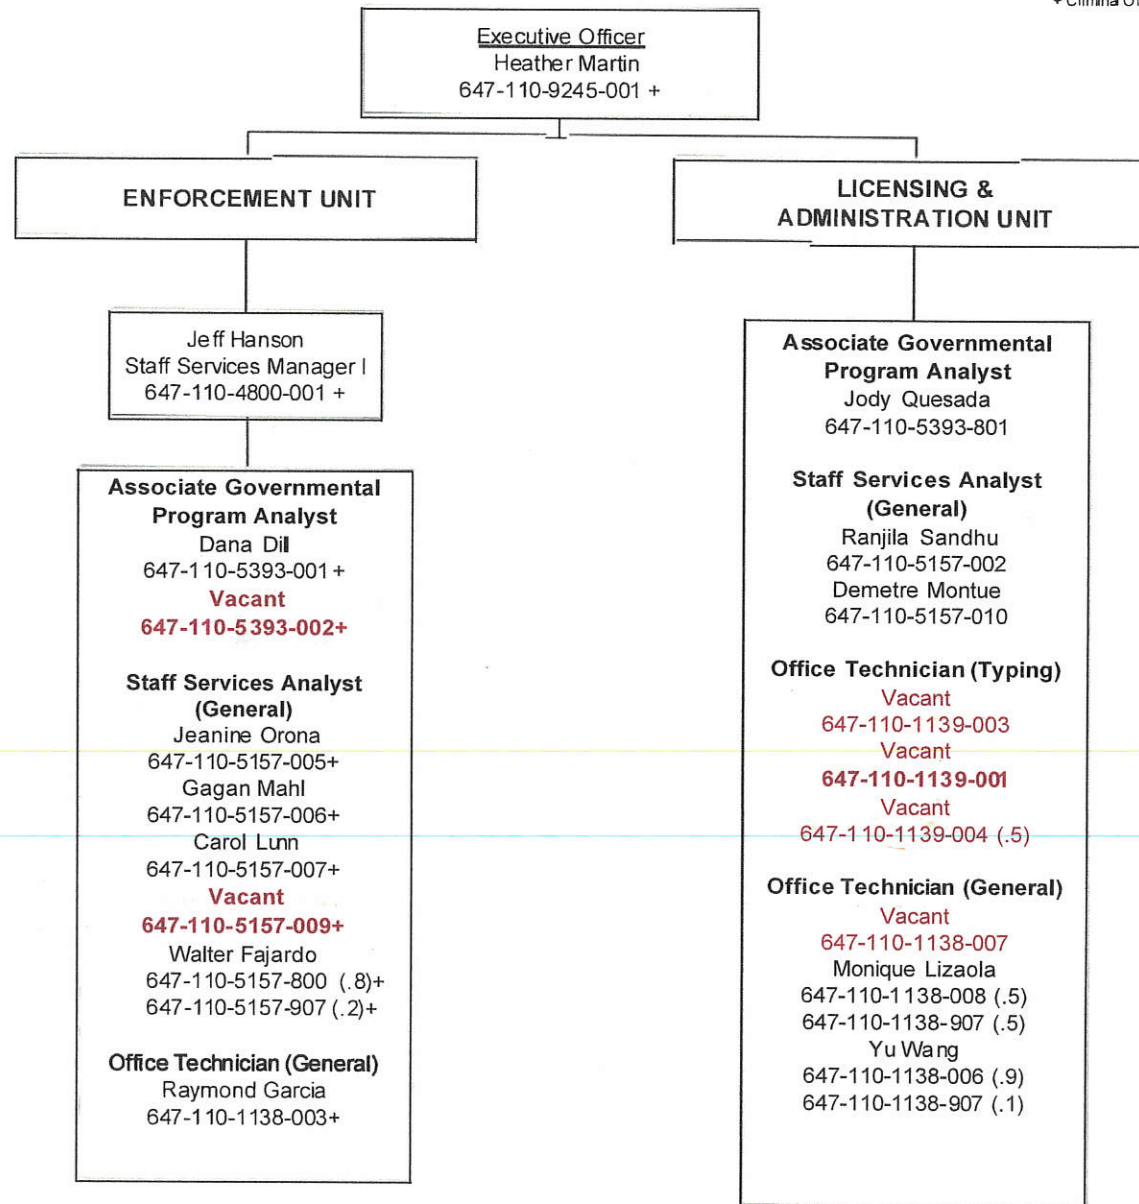 Executive Officer
Heather Martin
647-110-9245-001 +
ENFORCEMENT UNIT
Jeff Hanson
Staff Services Manager I
647-110-4800-001 +
Associate Governmental
Program Analyst
Dana Dill
647-110-5393-001 +
Vacant
647-110-5393-002+
Staff Services Analyst
(General)
Jeanine Orona
647-110-5157-005+
Gagan Mahl
647-110-5157-006+
Carol Lunn
647-110-5157-007+
Vacant
647-110-5157-009+
Walter Fajardo
647-110-5157-800 (.8)+
647-110-5157-907 (.2)+
Office Technician (General)
Raymond Garcia
647-110-1138-003+
LICENSING &
ADMINISTRATION UNIT
Associate Governmental
Program Analyst
Jody Quesada
647-110-5393-801
Staff Services Analyst
(General)
Ranjila Sandhu
647-110-5157-002
Demetre Montue
647-110-5157-010
Office Technician (Typing)
Vacant
647-110-1139-003
Vacant
647-110-1139-001
Vacant
647-110-1139-004 (.5)
Office Technician (General)
Vacant
647-110-1138-007
Monique Lizaola
647-110-1138-008 (.5)
647-110-1138-907 (.5)
Yu Wang
647-110-1138-006 (.9)
647-110-1138-907 (.1)